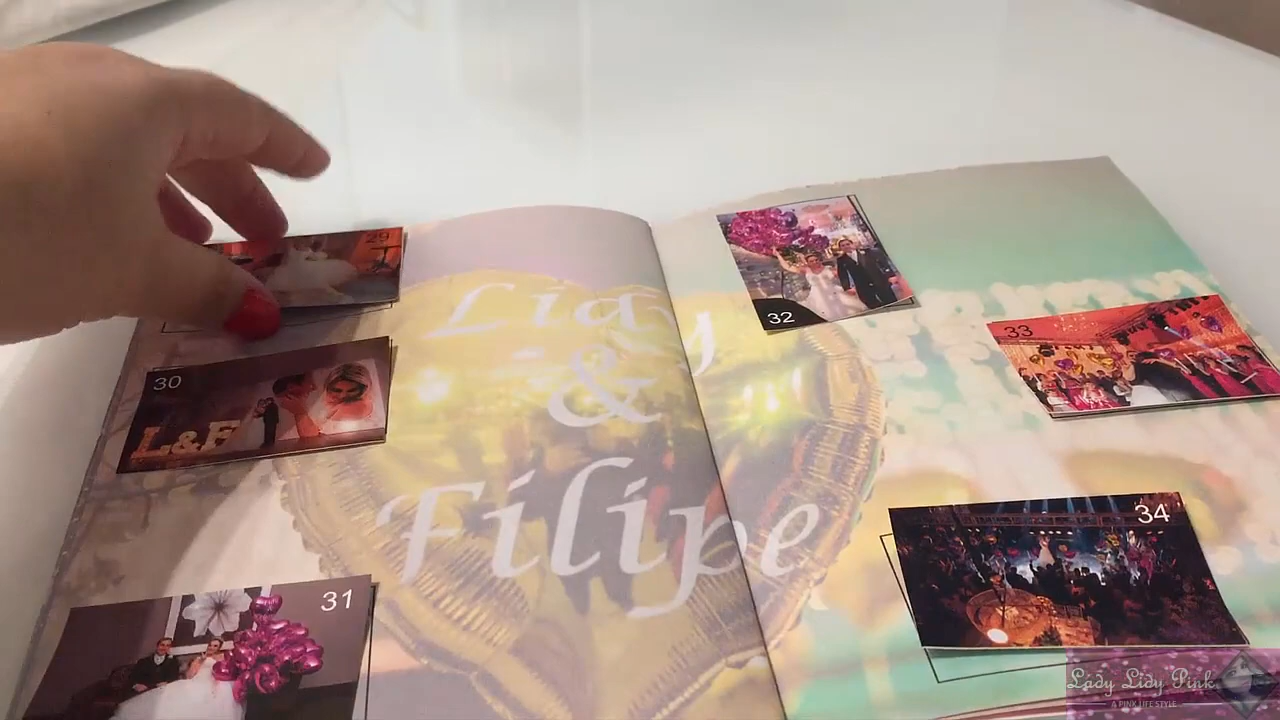 29
30
L&F
31
Lidy
&
Filipe
32
33
34
Lady Lidy Pink
A PINK LIFE STYLE